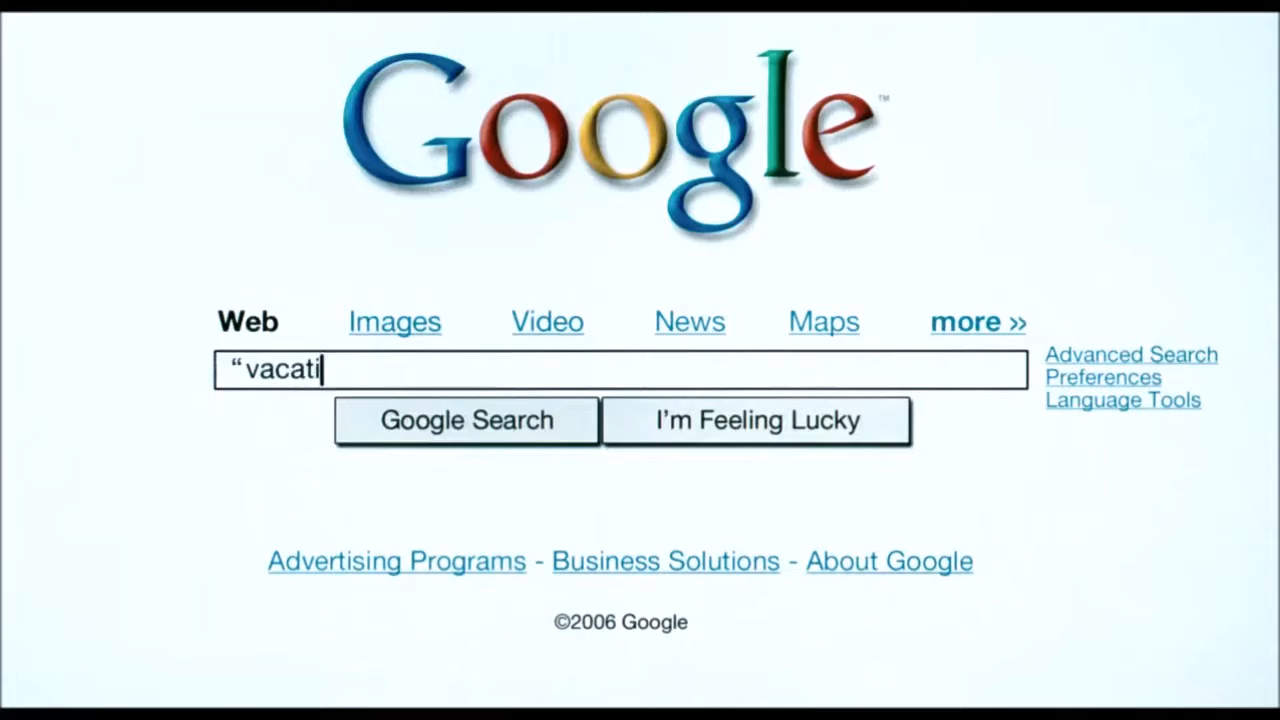 Google™
Web Images Video News Maps more »
“vacati
Advanced Search
Preferences
Language Tools
Google Search I'm Feeling Lucky
Advertising Programs - Business Solutions - About Google
©2006 Google